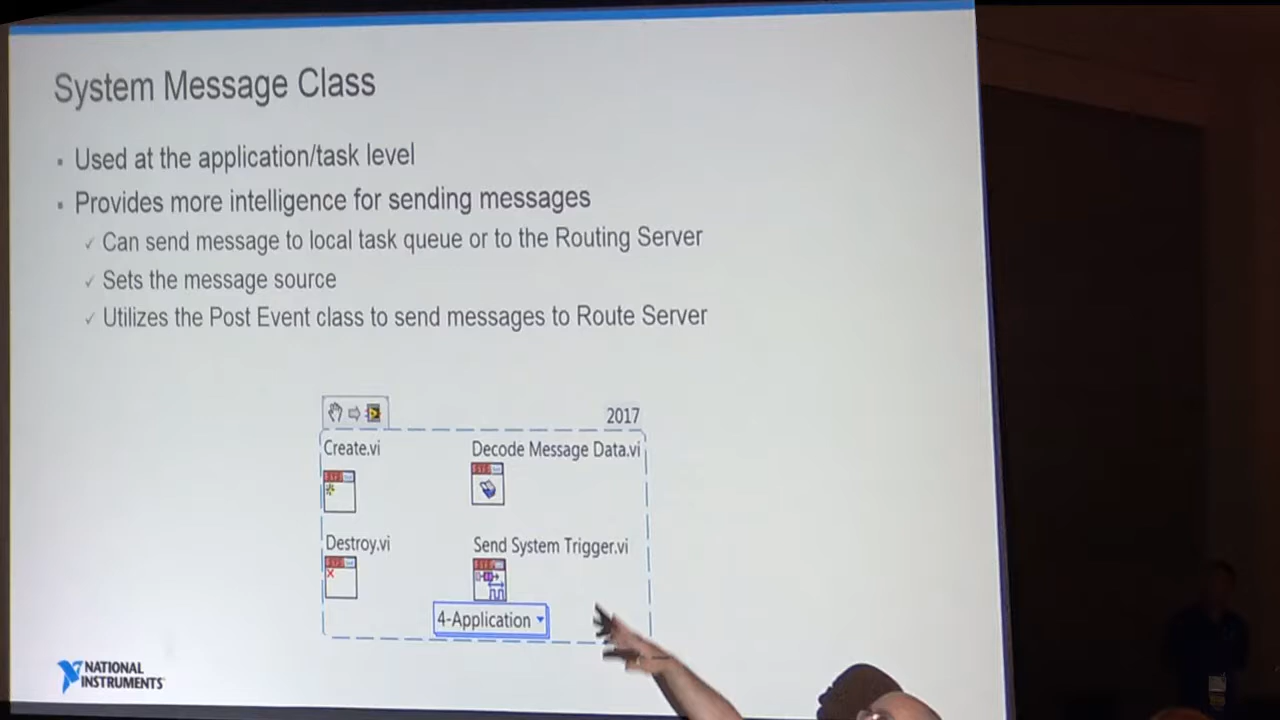 System Message Class
Used at the application/task level
Provides more intelligence for sending messages
Can send message to local task queue or to the Routing Server
Sets the message source
Utilizes the Post Event class to send messages to Route Server
2017
Create.vi
Decode Message Data.vi
Destroy.vi
Send System Trigger.vi
4-Application
NATIONAL
INSTRUMENTS